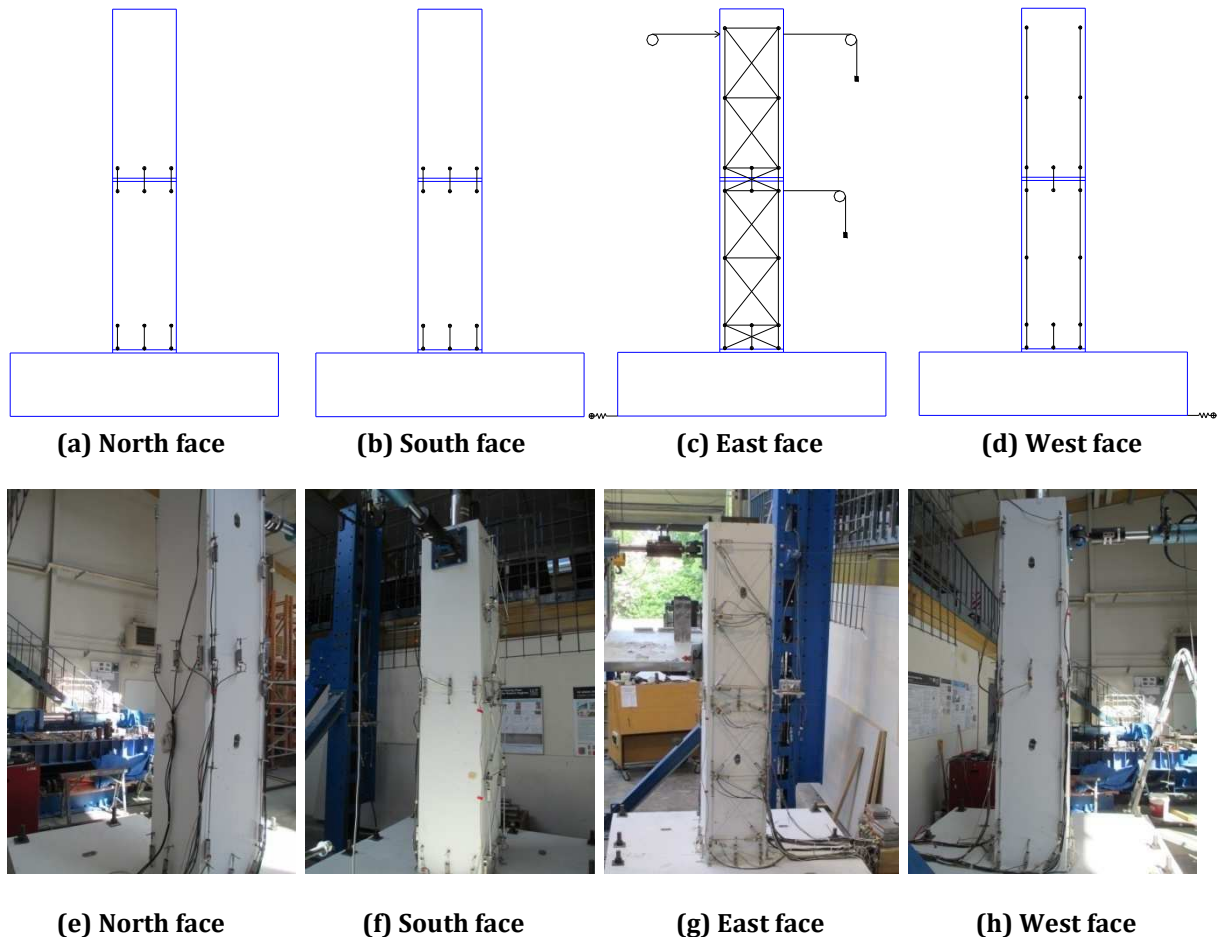 (a) North face
(b) South face
(c) East face
(d) West face
(e) North face
(f) South face
(g) East face
(h) West face